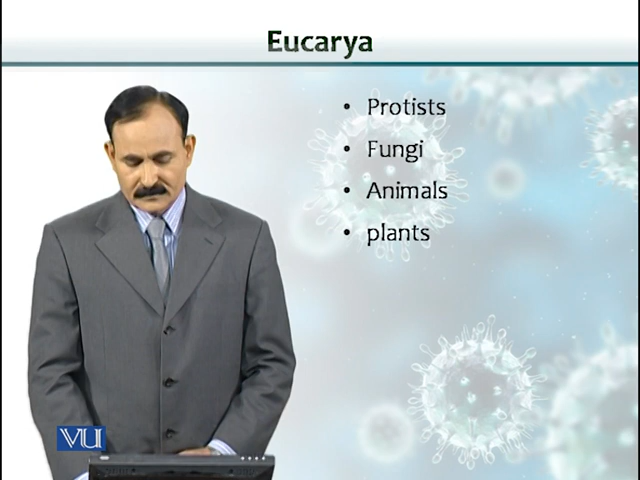 Eucarya
• Protists
• Fungi
• Animals
• plants
VU